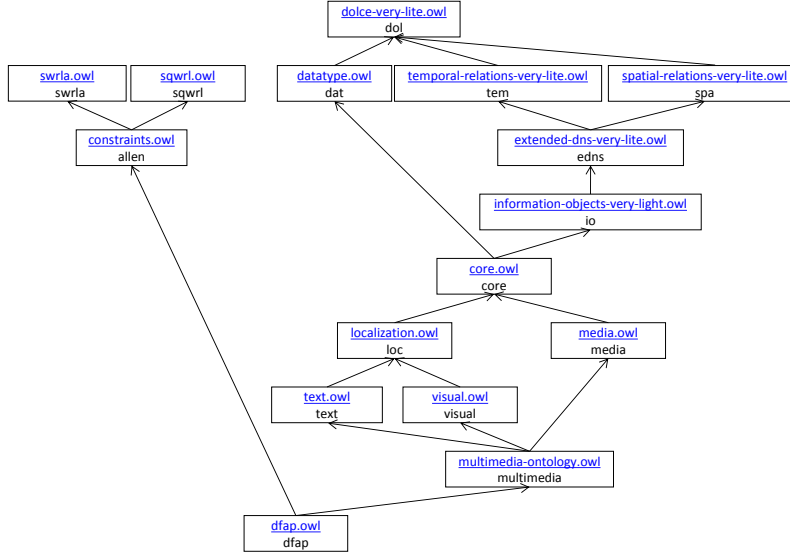 dolce-very-lite.owl
dol
swrla.owl
swrla
sqwrl.owl
sqwrl
datatype.owl
dat
temporal-relations-very-lite.owl
tem
spatial-relations-very-lite.owl
spa
constraints.owl
allen
extended-dns-very-lite.owl
edns
information-objects-very-light.owl
io
core.owl
core
localization.owl
loc
media.owl
media
text.owl
text
visual.owl
visual
multimedia-ontology.owl
multimedia
dfap.owl
dfap